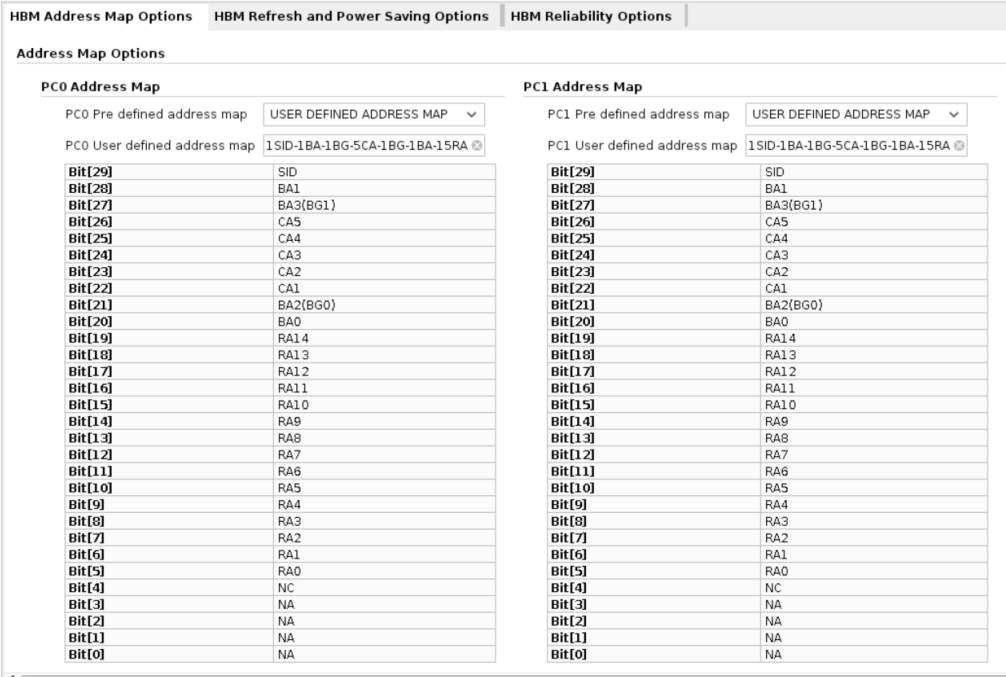 HBM Address Map Options HBM Refresh and Power Saving Options HBM Reliability Options
Address Map Options
PC0 Address Map PC1 Address Map
PC0 Pre defined address map USER DEFINED ADDRESS MAP PC1 Pre defined address map USER DEFINED ADDRESS MAP
PC0 User defined address map 1SID-1BA-1BG-5CA-1BG-1BA-15RA PC1 User defined address map 1SID-1BA-1BG-5CA-1BG-1BA-15RA
Bit[29] SID Bit[29] SID
Bit[28] BA1 Bit[28] BA1
Bit[27] BA3(BG1) Bit[27] BA3(BG1)
Bit[26] CA5 Bit[26] CA5
Bit[25] CA4 Bit[25] CA4
Bit[24] CA3 Bit[24] CA3
Bit[23] CA2 Bit[23] CA2
Bit[22] CA1 Bit[22] CA1
Bit[21] BA2(BG0) Bit[21] BA2(BG0)
Bit[20] BA0 Bit[20] BA0
Bit[19] RA14 Bit[19] RA14
Bit[18] RA13 Bit[18] RA13
Bit[17] RA12 Bit[17] RA12
Bit[16] RA11 Bit[16] RA11
Bit[15] RA10 Bit[15] RA10
Bit[14] RA9 Bit[14] RA9
Bit[13] RA8 Bit[13] RA8
Bit[12] RA7 Bit[12] RA7
Bit[11] RA6 Bit[11] RA6
Bit[10] RA5 Bit[10] RA5
Bit[9] RA4 Bit[9] RA4
Bit[8] RA3 Bit[8] RA3
Bit[7] RA2 Bit[7] RA2
Bit[6] RA1 Bit[6] RA1
Bit[5] RA0 Bit[5] RA0
Bit[4] NC Bit[4] NC
Bit[3] NA Bit[3] NA
Bit[2] NA Bit[2] NA
Bit[1] NA Bit[1] NA
Bit[0] NA Bit[0] NA